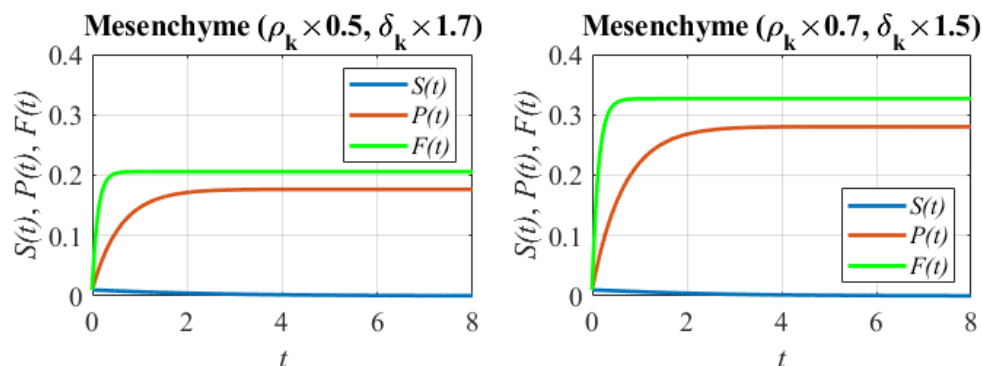 Mesenchyme (ρk×0.5, δk×1.7)
S(t), P(t), F(t)
0.4
0.3
0.2
0.1
0
0 2 4 6 8
t
S(t)
P(t)
F(t)
Mesenchyme (ρk×0.7, δk×1.5)
S(t), P(t), F(t)
0.4
0.3
0.2
0.1
0
0 2 4 6 8
t
S(t)
P(t)
F(t)